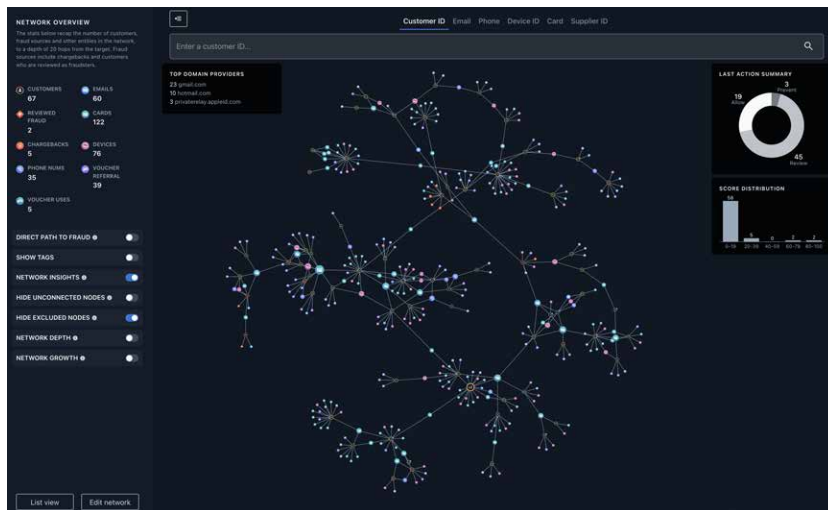 NETWORK OVERVIEW
The stats below recap the number of customers,
fraud sources and other entities in the network,
to a depth of 20 hops from the target. Fraud
sources include chargebacks and customers
who are reviewed as fraudsters.
CUSTOMERS
67
EMAILS
60
REVIEWED
FRAUD
2
CARDS
122
CHARGEBACKS
5
DEVICES
76
PHONE NUMS
35
VOUCHER
REFERRAL
39
VOUCHER USES
5
DIRECT PATH TO FRAUD
SHOW TAGS
NETWORK INSIGHTS
HIDE UNCONNECTED NODES
HIDE EXCLUDED NODES
NETWORK DEPTH
NETWORK GROWTH
List view
Edit network
Customer ID Email Phone Device ID Card Supplier ID
Enter a customer ID...
TOP DOMAIN PROVIDERS
23 gmail.com
10 hotmail.com
3 privaterelay.appleid.com
LAST ACTION SUMMARY
3
Prevent
19
Allow
45
Review
SCORE DISTRIBUTION
58
5
0
2
2
0-19 20-39 40-59 60-79 80-100